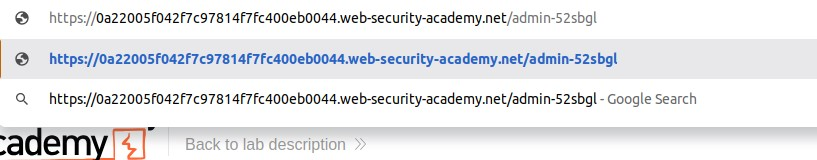 https://0a22005f042f7c97814f7fc400eb0044.web-security-academy.net/admin-52sbgl
https://0a22005f042f7c97814f7fc400eb0044.web-security-academy.net/admin-52sbgl
https://0a22005f042f7c97814f7fc400eb0044.web-security-academy.net/admin-52sbgl - Google Search
cademy Back to lab description